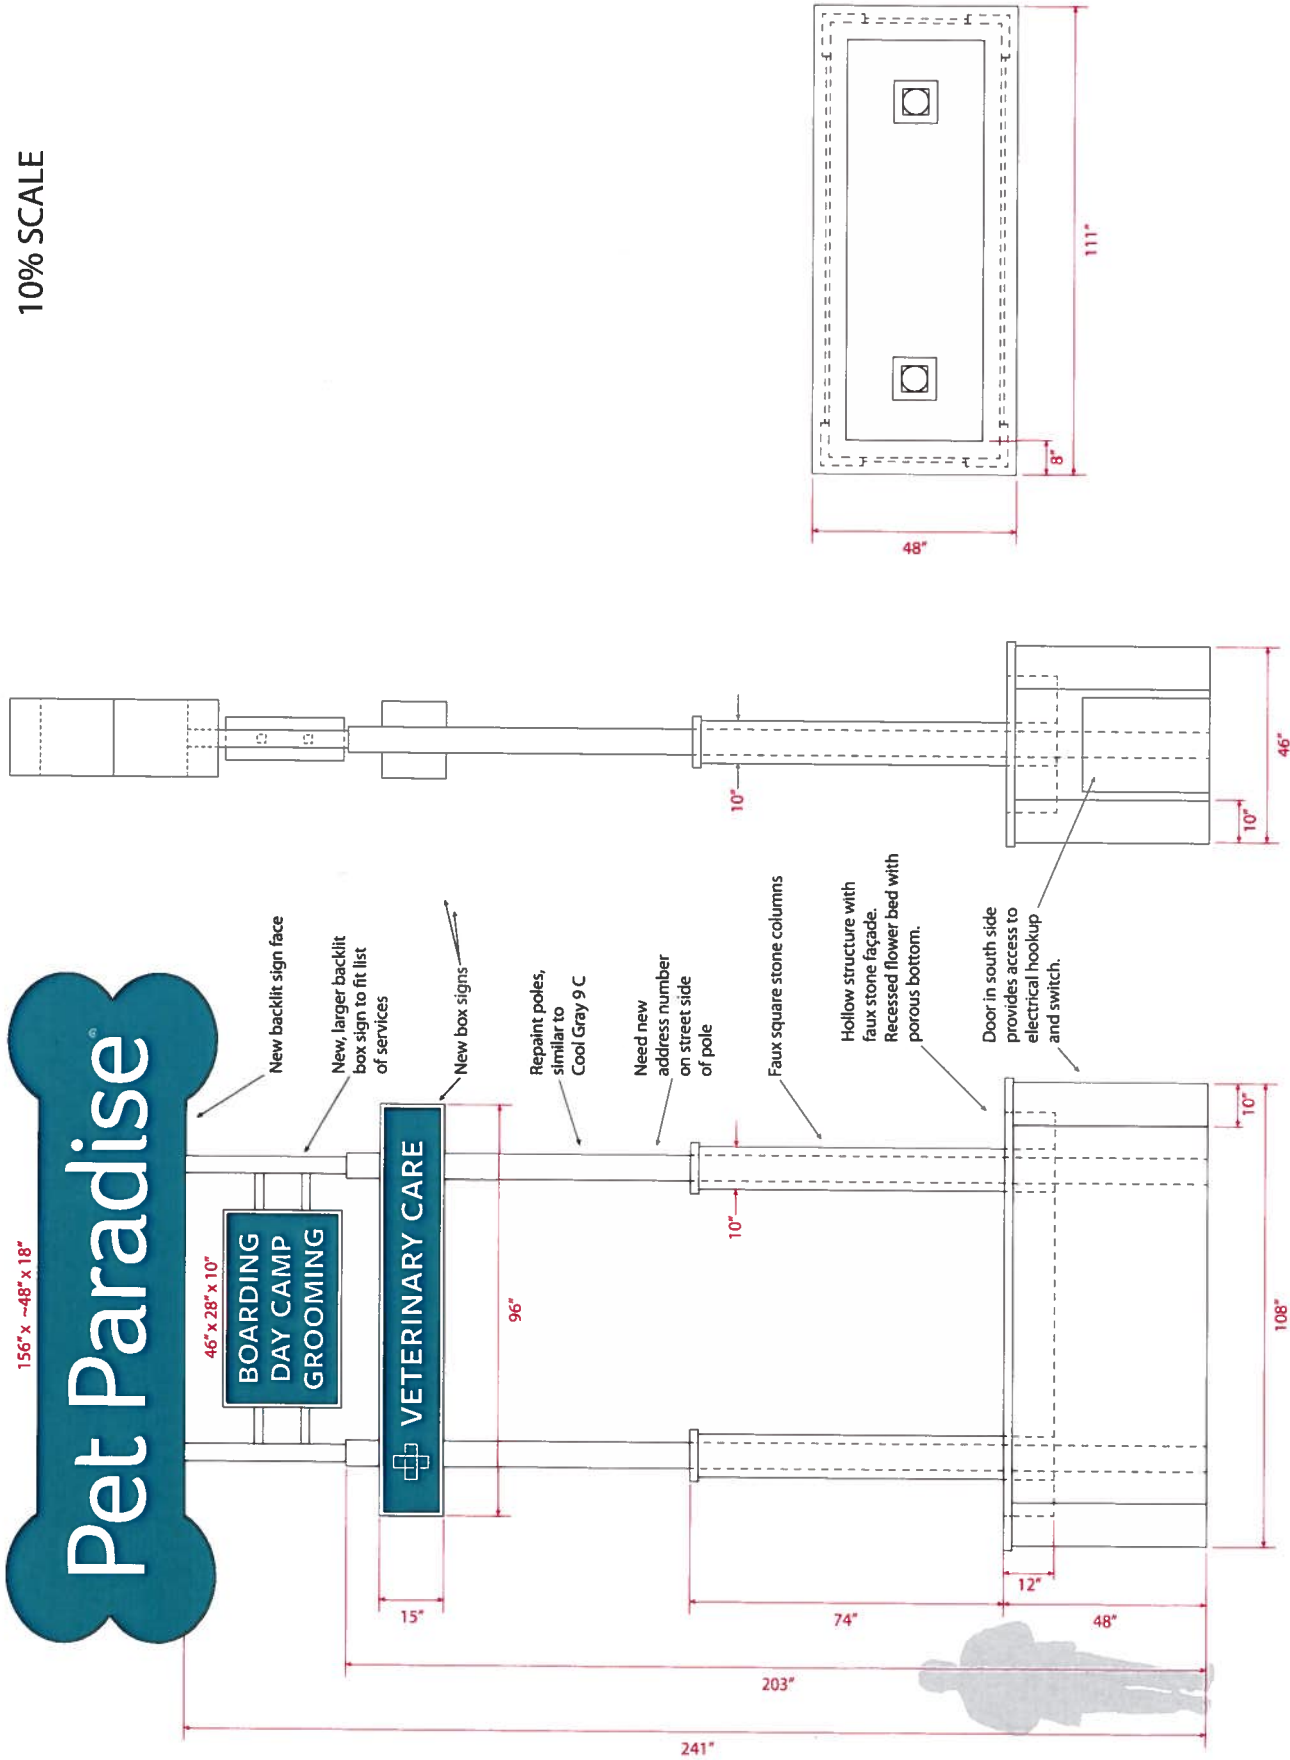 10% SCALE
156" x ~48" x 18"
Pet Paradise®
46" x 28" x 10"
BOARDING
DAY CAMP
GROOMING
VETERINARY CARE
96"
15"
New backlit sign face
New, larger backlit
box sign to fit list
of services
New box signs
Repaint poles,
similar to
Cool Gray 9 C
Need new
address number
on street side
of pole
Faux square stone columns
Hollow structure with
faux stone façade.
Recessed flower bed with
porous bottom.
Door in south side
provides access to
electrical hookup
and switch.
10"
10"
12"
74"
48"
203"
241"
108"
10"
10"
46"
48"
8"
111"